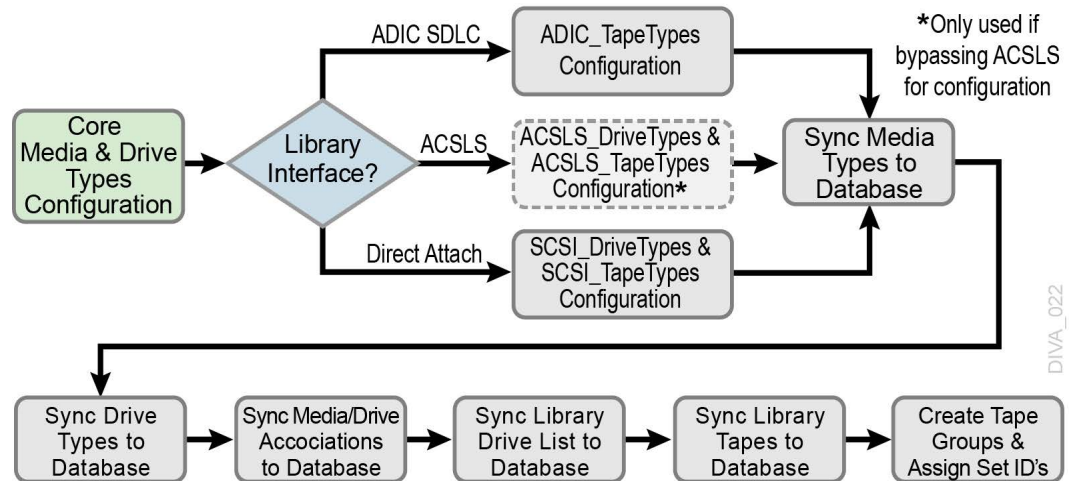 ADIC SDLC
ADIC_TapeTypes
Configuration
*Only used if
bypassing ACSLS
for configuration
Core
Media & Drive
Types
Configuration
Library
Interface?
ACSLS
ACSLS_DriveTypes &
ACSLS_TapeTypes
Configuration*
Sync Media
Types to
Database
Direct Attach
SCSI_DriveTypes &
SCSI_TapeTypes
Configuration
DIVA_022
Sync Drive
Types to
Database
Sync Media/Drive
Accociations
to Database
Sync Library
Drive List to
Database
Sync Library
Tapes to
Database
Create Tape
Groups &
Assign Set ID's